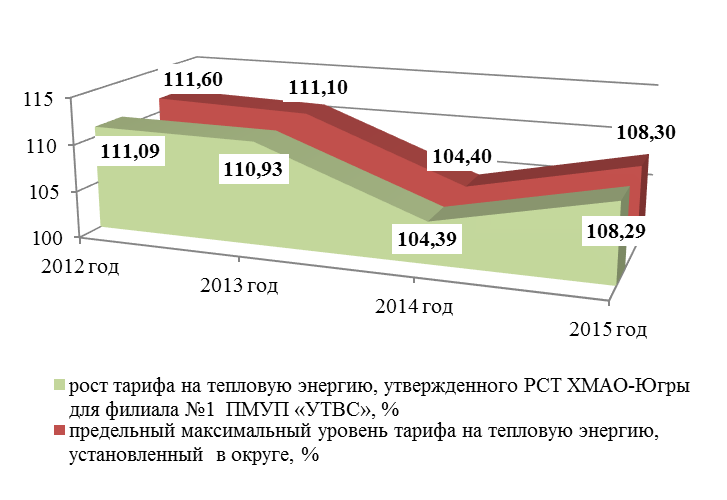 111,60
111,10
115
108,30
110
111,09
104,40
110,93
105
108,29
104,39
100
2012 год
2013 год
2014 год
2015 год
рост тарифа на тепловую энергию, утвержденного РСТ ХМАО-Югры
для филиала №1 ПМУП «УТВС», %
предельный максимальный уровень тарифа на тепловую энергию,
установленный в округе, %